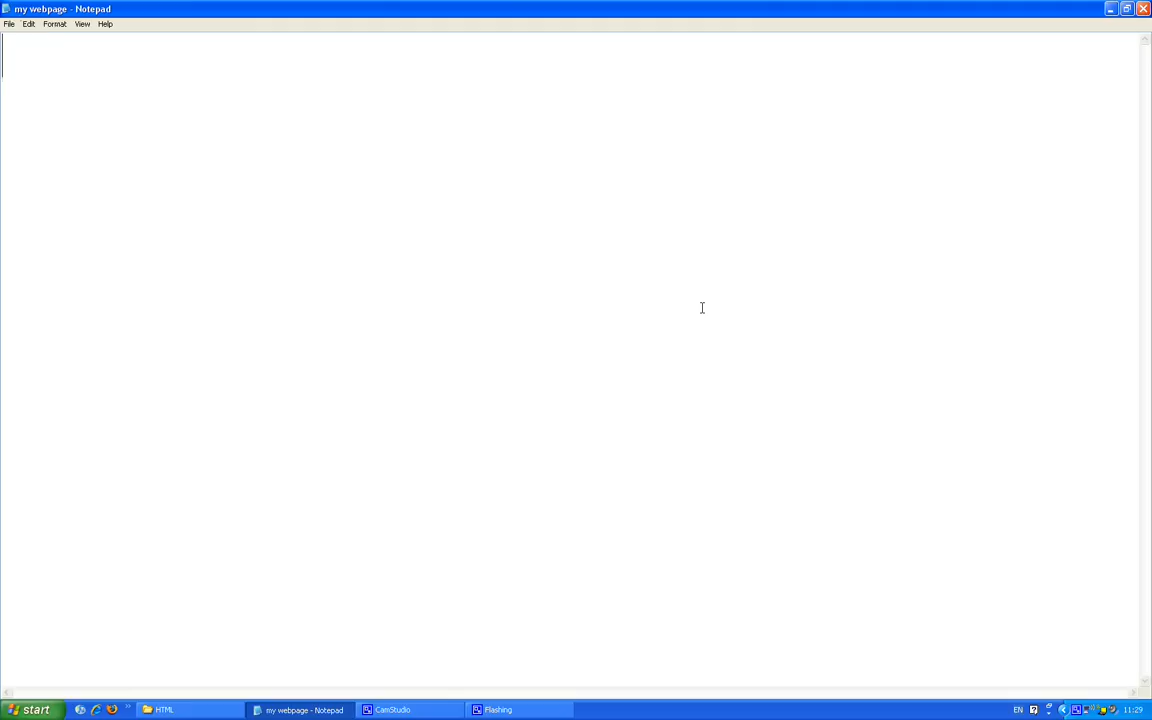 my webpage - Notepad
File Edit Format View Help
start HTML my webpage - Notepad CamStudio Flashing EN 11:29